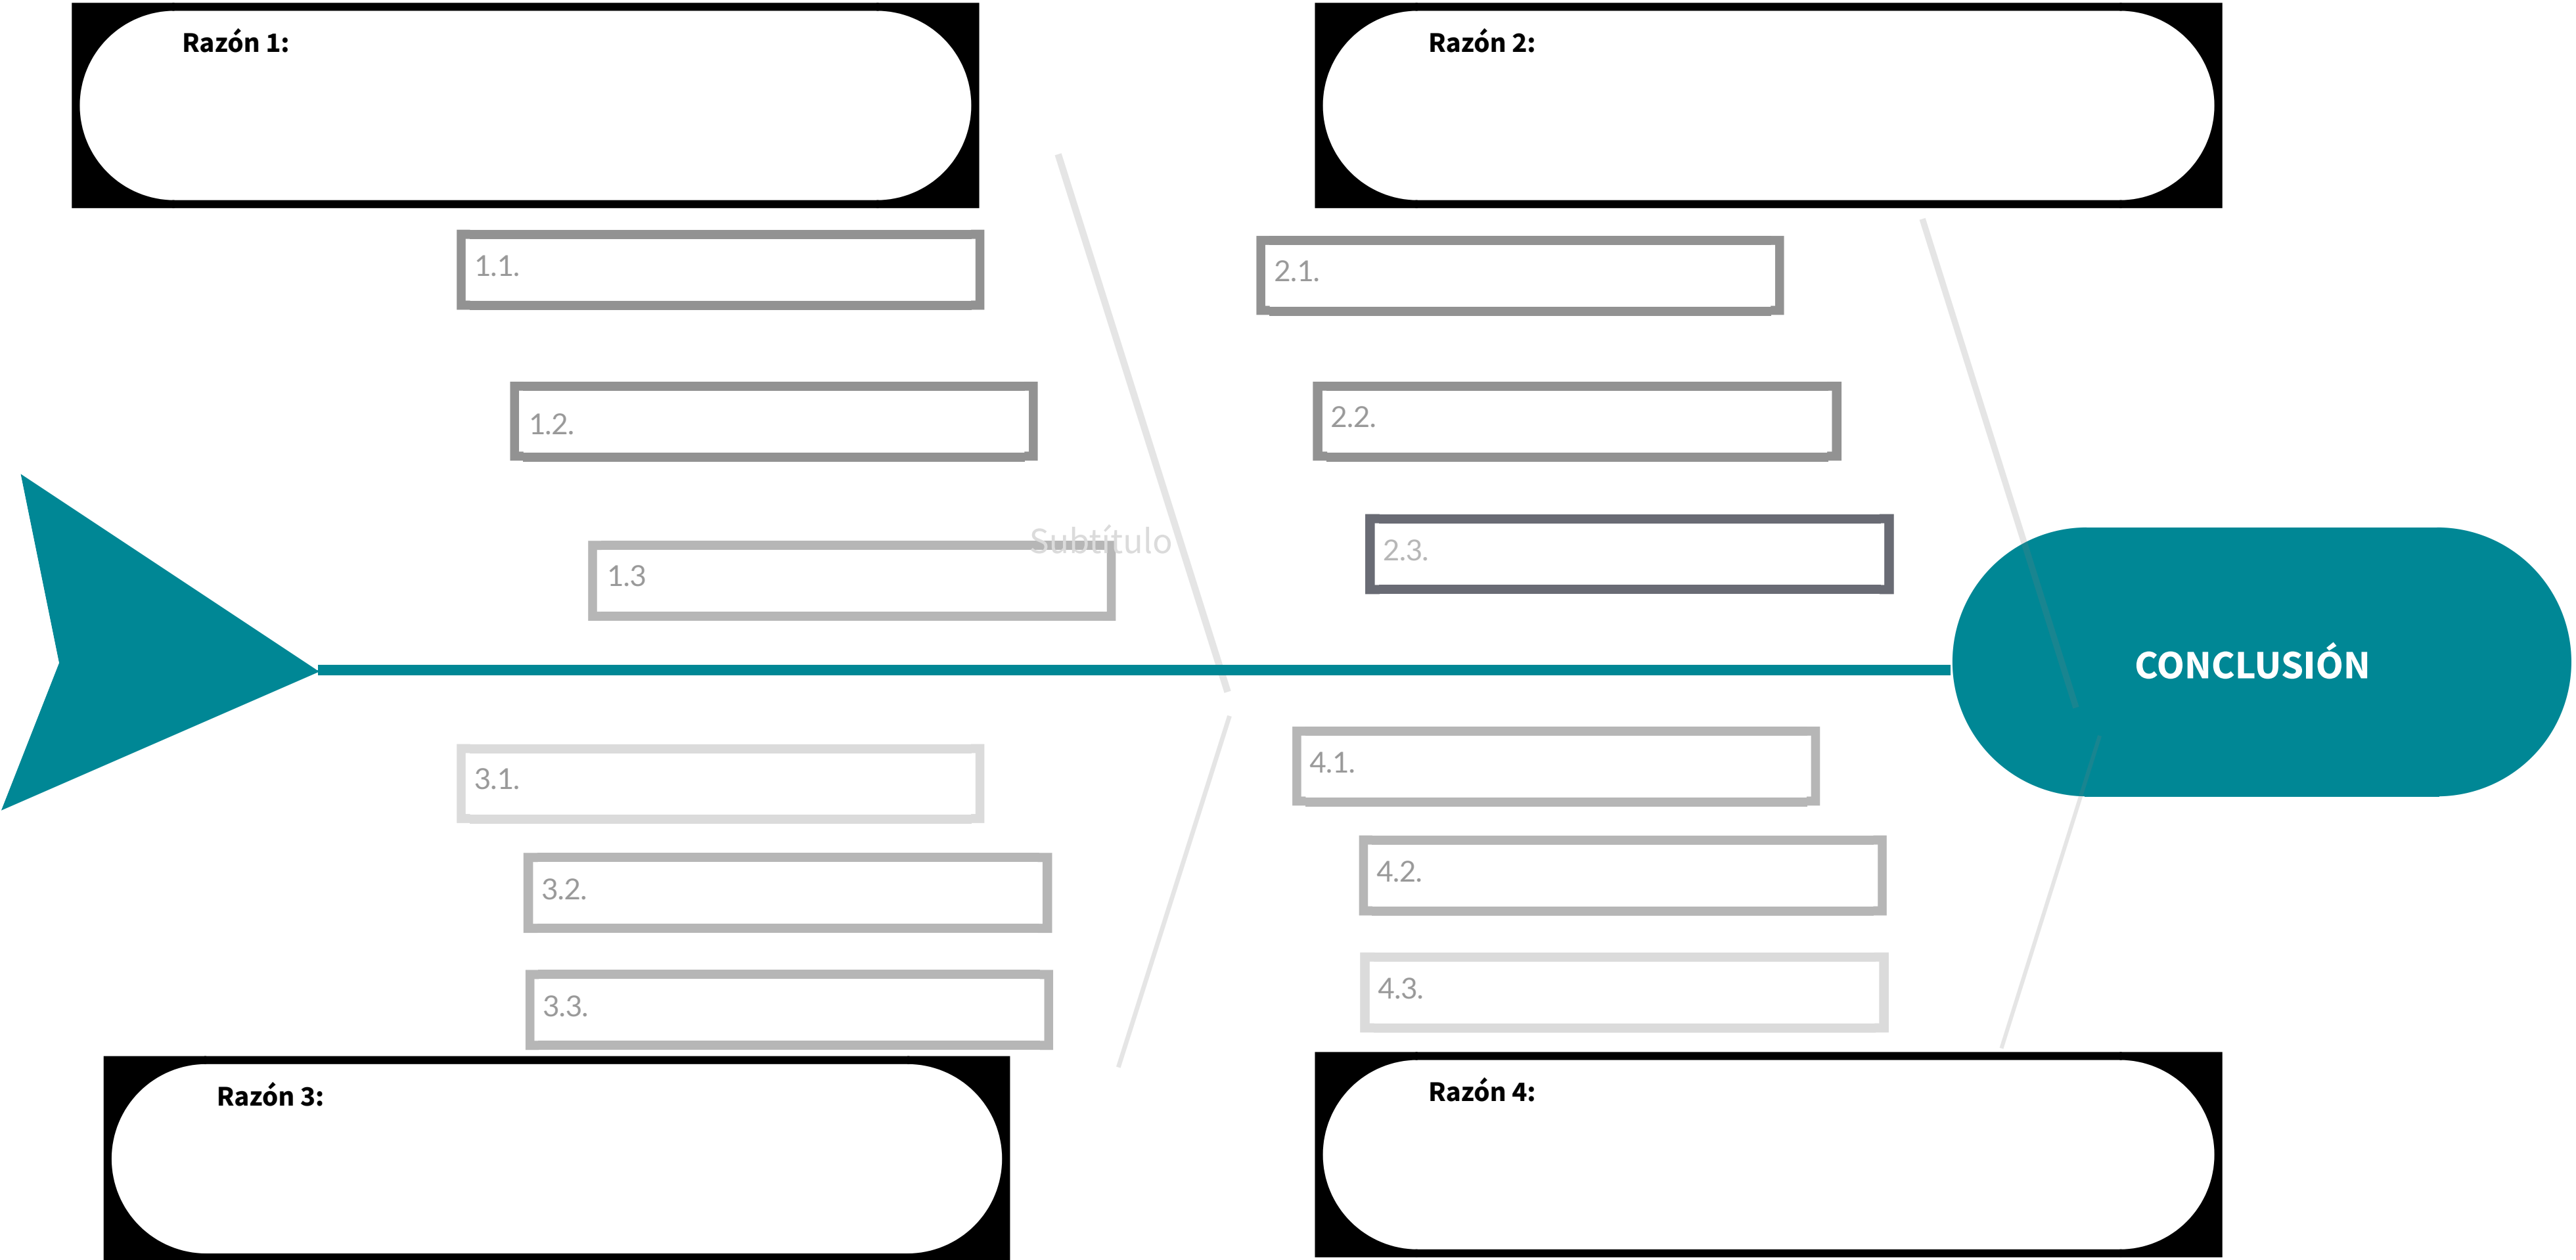 Razón 1:
Razón 2:
1.1.
2.1.
1.2.
2.2.
Subtítulo
1.3
2.3.
CONCLUSIÓN
3.1.
4.1.
3.2.
4.2.
3.3.
4.3.
Razón 3:
Razón 4: